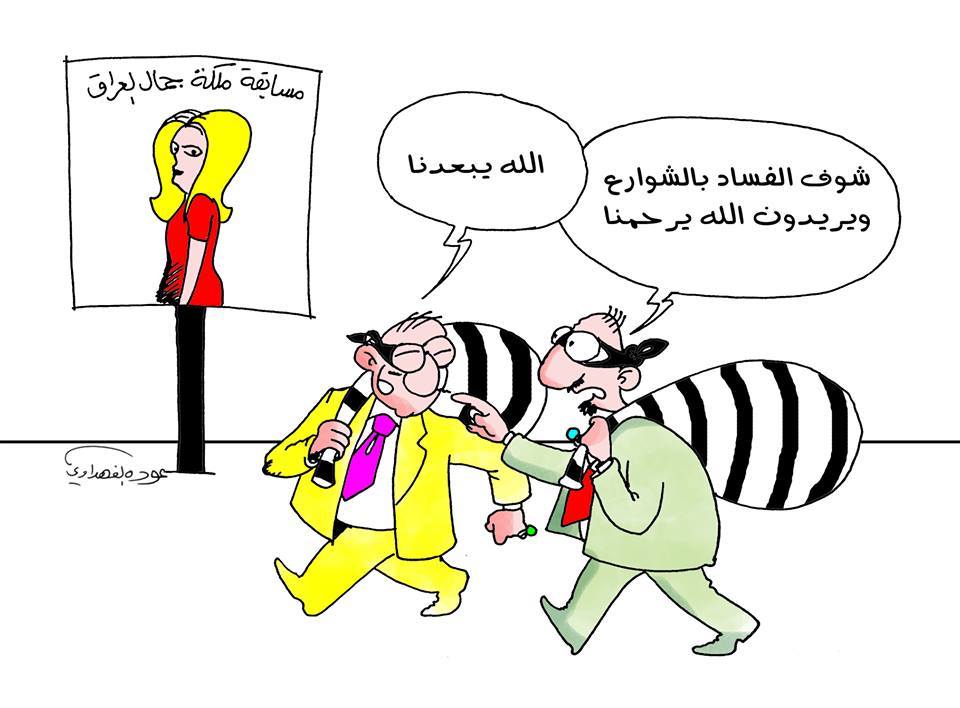 مسابقة ملكة جمال العراق
شوف الفساد بالشوارع
ويريدون الله يرحمنا
الله يبعدنا
عوده الفهداوي